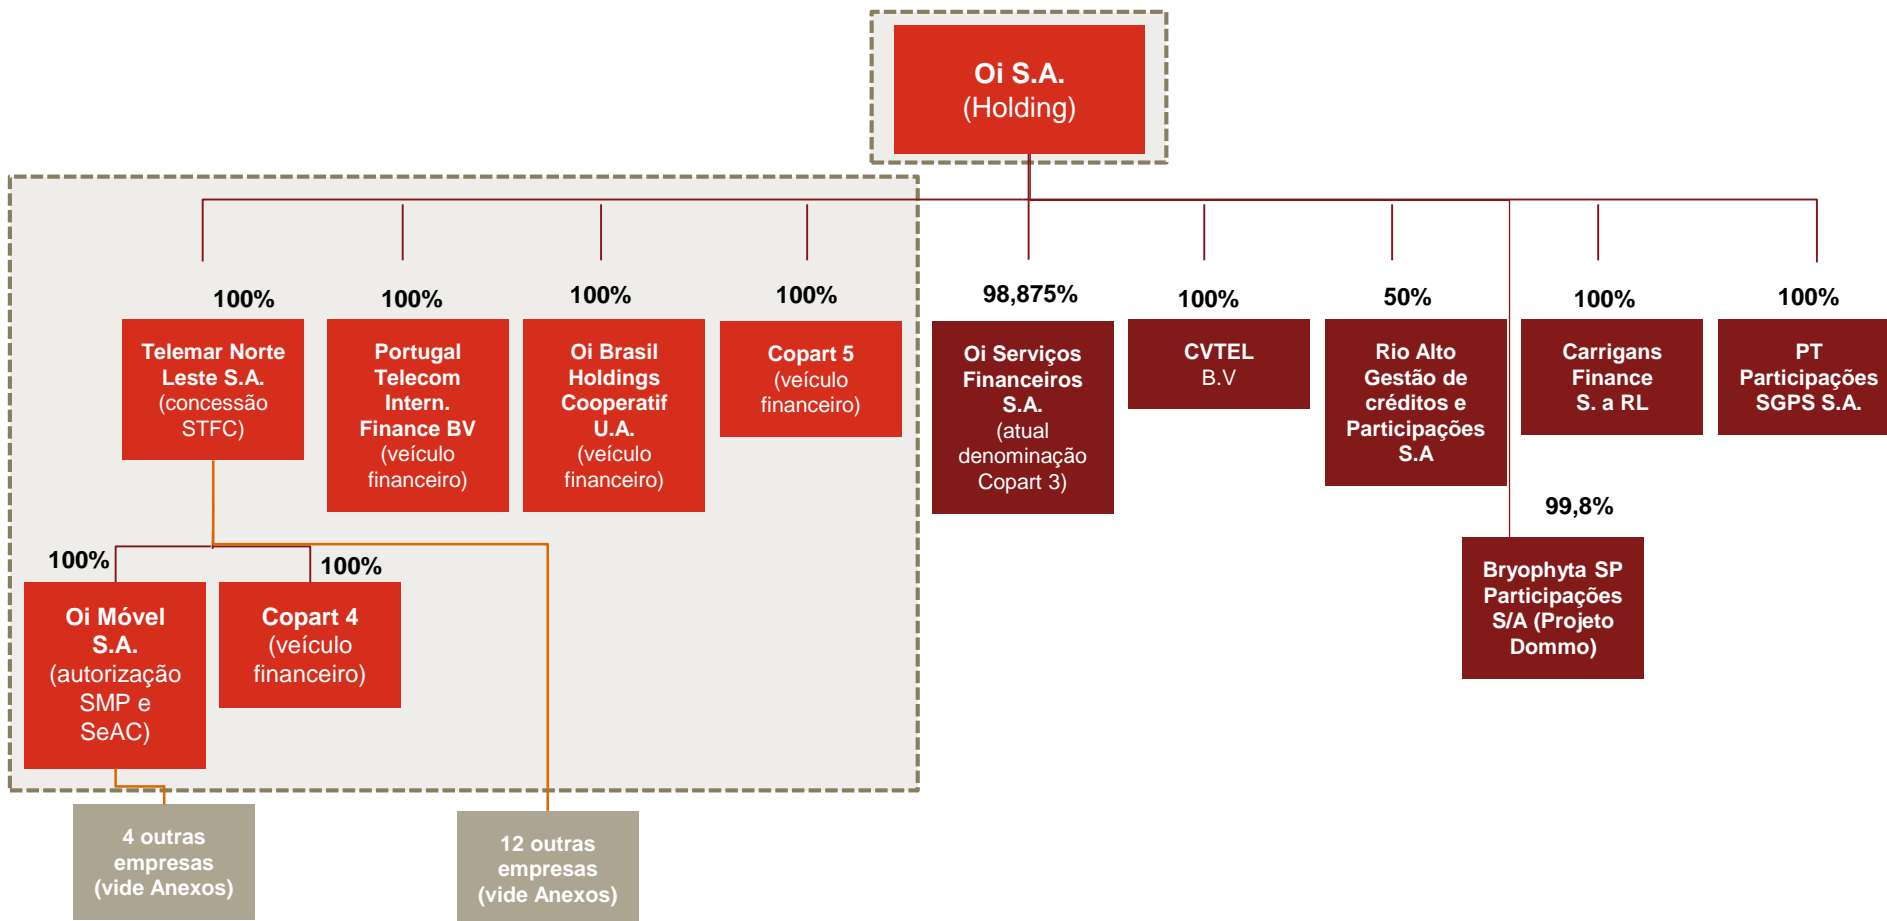 Oi S.A.
(Holding)
100%
100%
100%
100%
98,875%
100%
50%
100%
100%
Telemar Norte
Leste S.A.
(concessão
STFC)
Portugal
Telecom
Intern.
Finance BV
(veículo
financeiro)
Oi Brasil
Holdings
Cooperatif
U.A.
(veículo
financeiro)
Copart 5
(veículo
financeiro)
Oi Serviços
Financeiros
S.A.
(atual
denominação
Copart 3)
CVTEL
B.V
Rio Alto
Gestão de
créditos e
Participações
S.A
Carrigans
Finance
S. a RL
PT
Participações
SGPS S.A.
99,8%
Bryophyta SP
Participações
S/A (Projeto
Dommo)
100%
100%
Oi Móvel
S.A.
(autorização
SMP e
SeAC)
Copart 4
(veículo
financeiro)
4 outras
empresas
(vide Anexos)
12 outras
empresas
(vide Anexos)